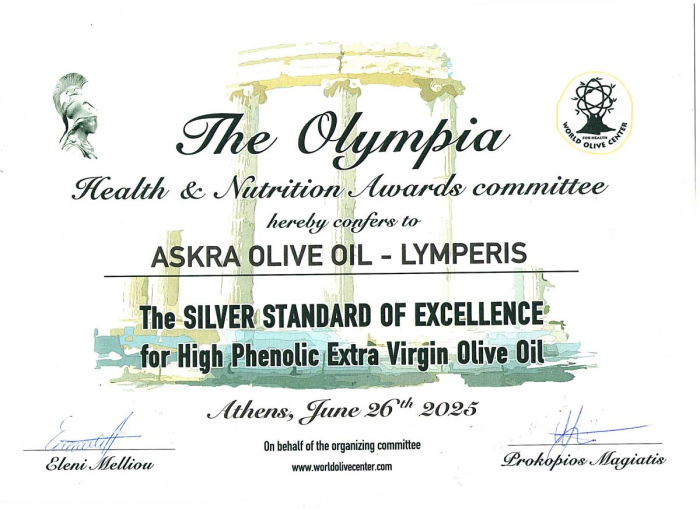 The Olympia
FOR HEALTH
WORLD OLIVE CENTER
Health & Nutrition Awards committee
hereby confers to
ASKRA OLIVE OIL - LYMPERIS
The SILVER STANDARD OF EXCELLENCE
for High Phenolic Extra Virgin Olive Oil
Athens, June 26th 2025
On behalf of the organizing committee
www.worldolivecenter.com
Eleni Melliou
Prokopios Magiatis